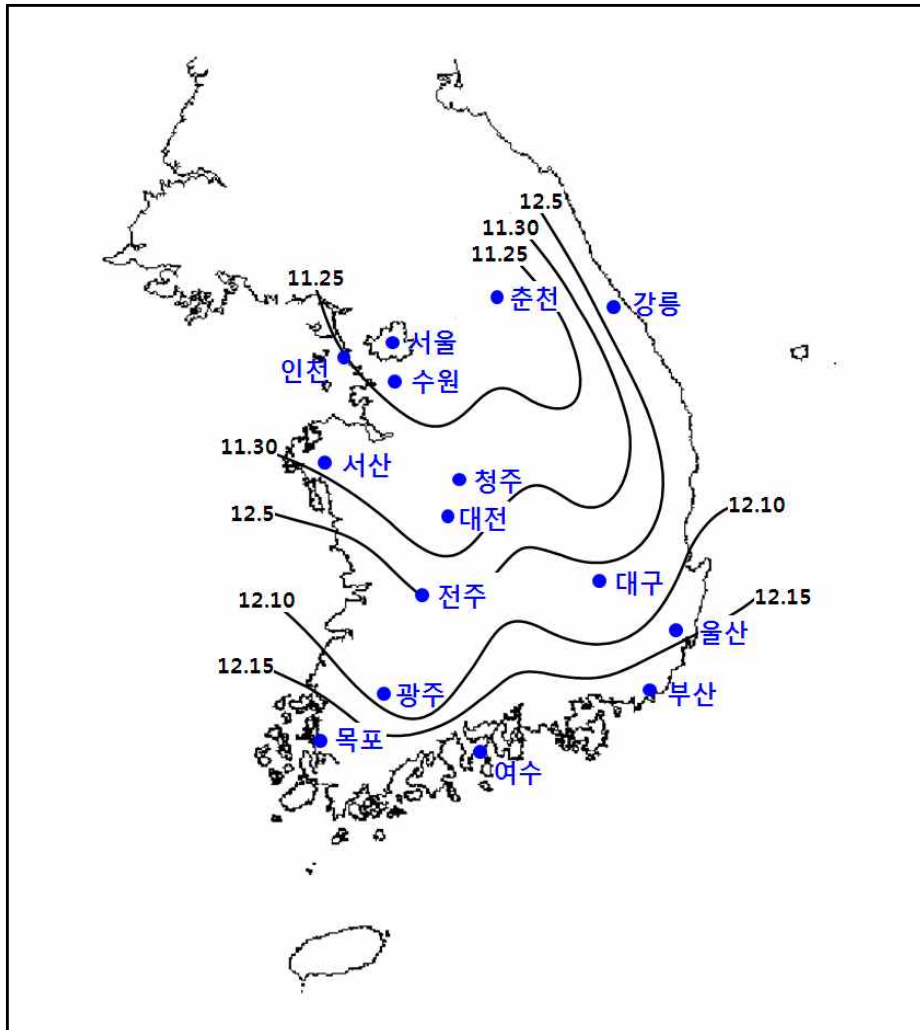 12.5
11.30
11.25
11.25
춘천
강릉
서울
인천
수원
11.30
서산
청주
12.5
대전
12.10
대구
12.10
전주
12.15
울산
12.15
광주
부산
목포
여수